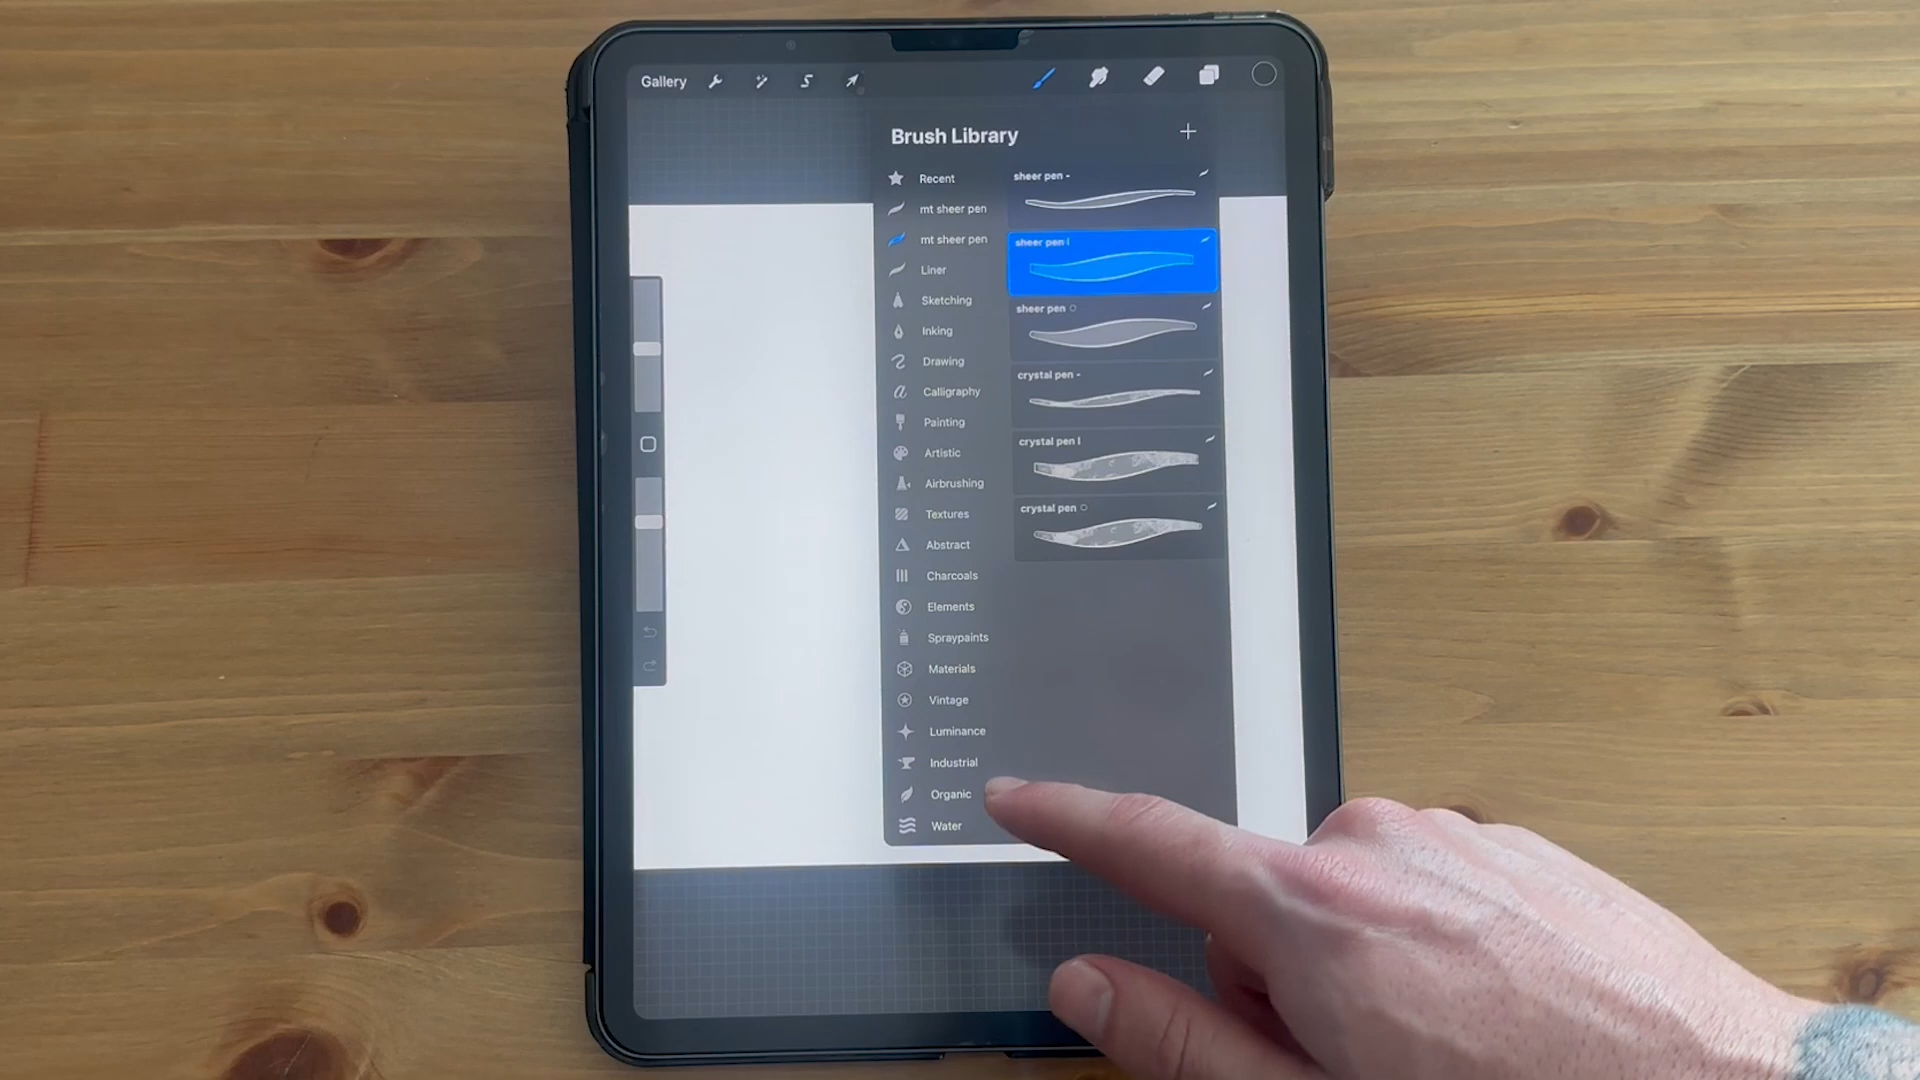 Gallery
Brush Library
Recent
mt sheer pen
mt sheer pen
Liner
Sketching
Inking
Drawing
Calligraphy
Painting
Artistic
Airbrushing
Textures
Abstract
Charcoals
Elements
Spraypaints
Materials
Vintage
Luminance
Industrial
Organic
Water
sheer pen -
sheer pen |
sheer pen ○
crystal pen -
crystal pen |
crystal pen ○